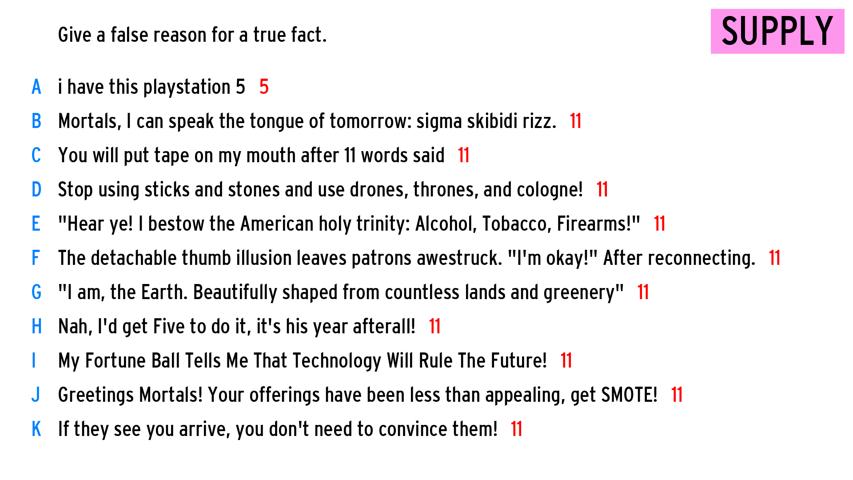 SUPPLY
Give a false reason for a true fact.
A i have this playstation 5 5
B Mortals, I can speak the tongue of tomorrow: sigma skibidi rizz. 11
C You will put tape on my mouth after 11 words said 11
D Stop using sticks and stones and use drones, thrones, and cologne! 11
E "Hear ye! I bestow the American holy trinity: Alcohol, Tobacco, Firearms!" 11
F The detachable thumb illusion leaves patrons awestruck. "I'm okay!" After reconnecting. 11
G "I am, the Earth. Beautifully shaped from countless lands and greenery" 11
H Nah, I'd get Five to do it, it's his year afterall! 11
I My Fortune Ball Tells Me That Technology Will Rule The Future! 11
J Greetings Mortals! Your offerings have been less than appealing, get SMOTE! 11
K If they see you arrive, you don't need to convince them! 11